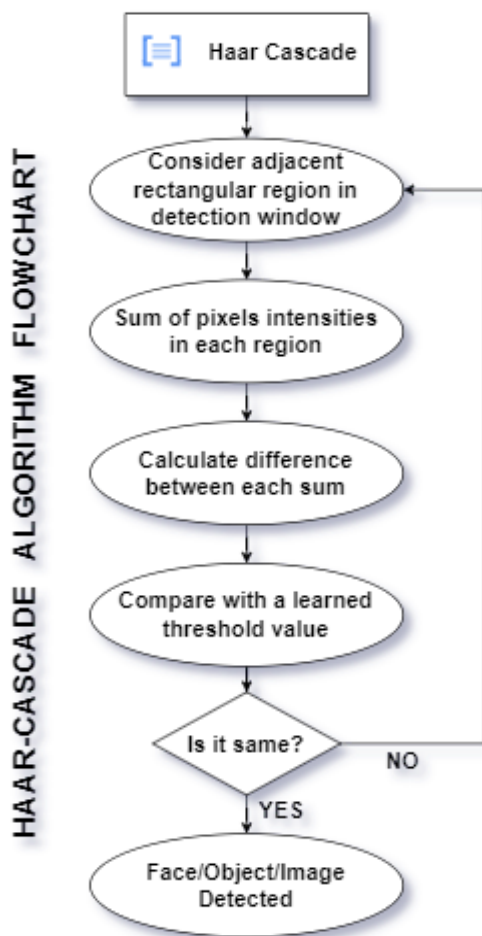 HAAR-CASCADE ALGORITHM FLOWCHART
Haar Cascade
Consider adjacent
rectangular region in
detection window
Sum of pixels intensities
in each region
Calculate difference
between each sum
Compare with a learned
threshold value
Is it same?
NO
YES
Face/Object/Image
Detected